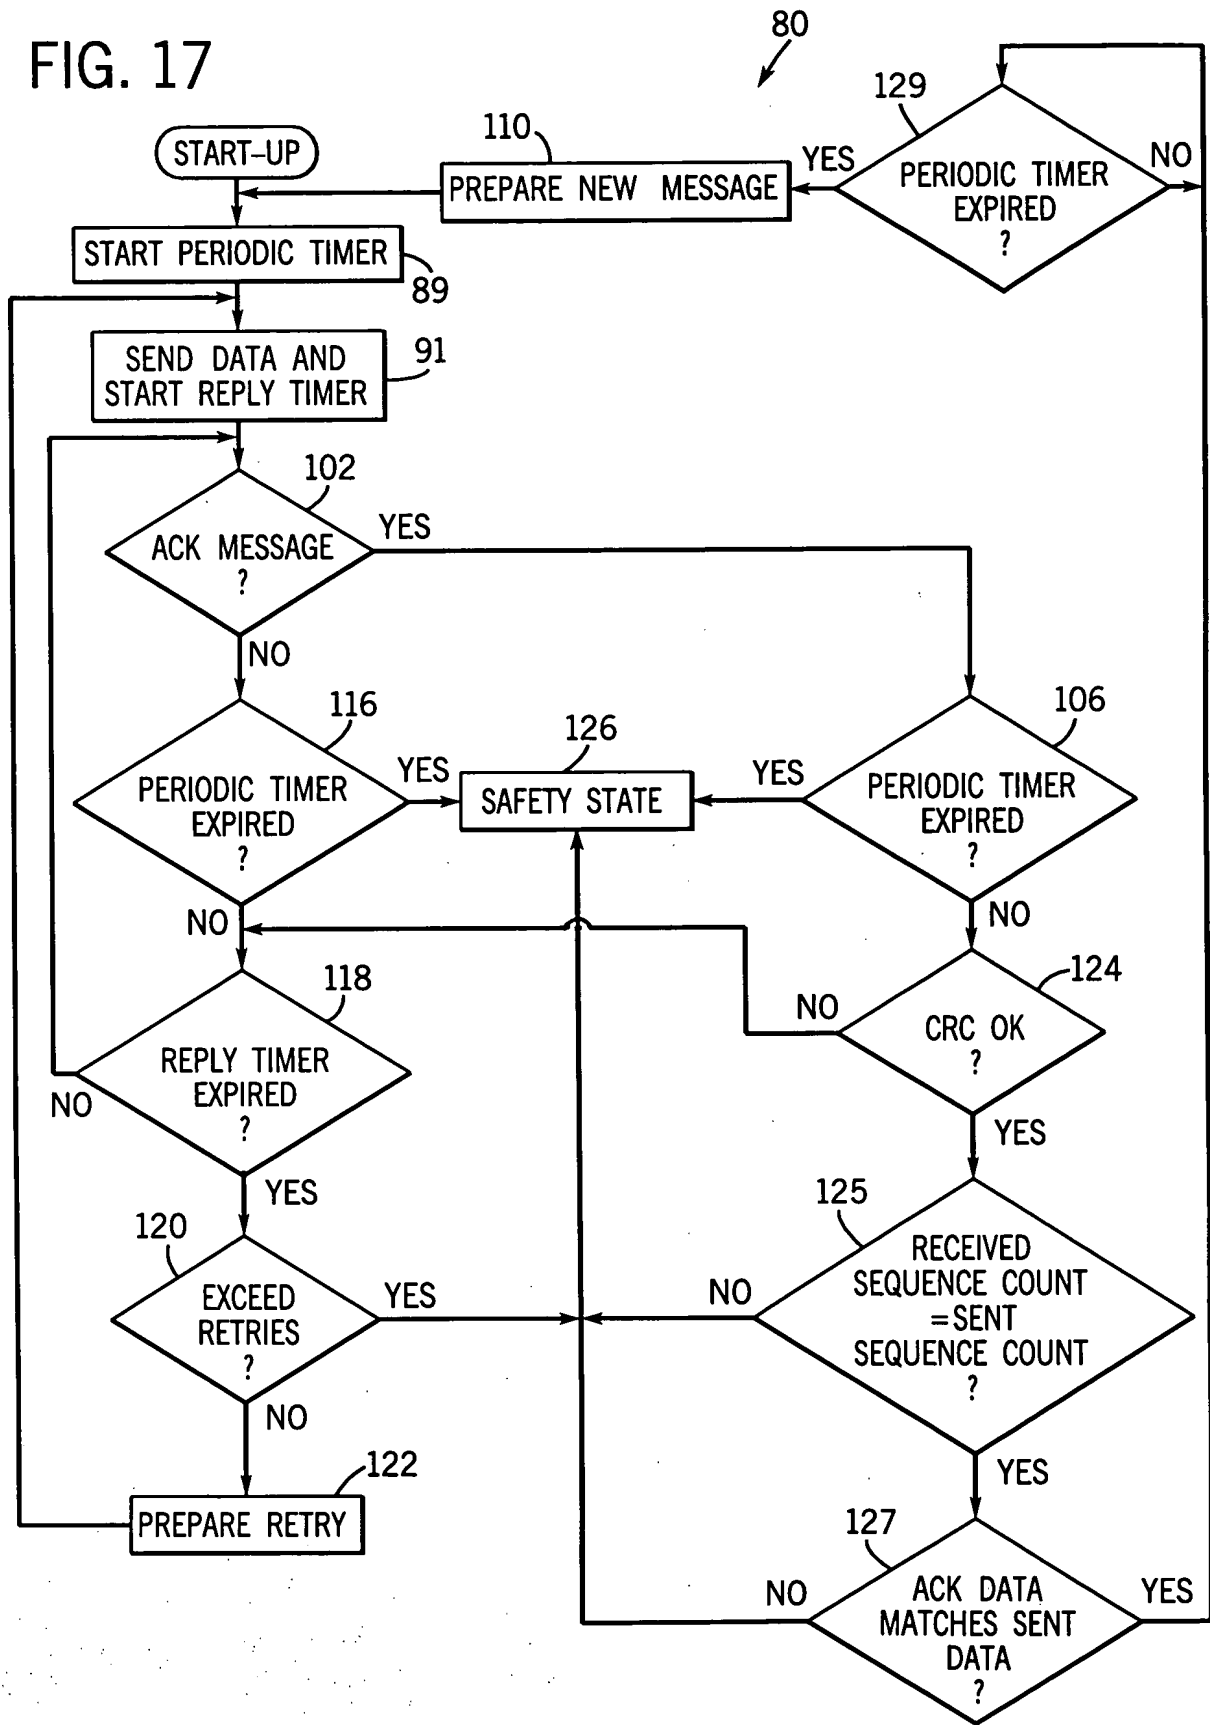 FIG. 17
80
129
PERIODIC TIMER
EXPIRED
?
YES
NO
110
PREPARE NEW MESSAGE
START-UP
START PERIODIC TIMER
89
SEND DATA AND
START REPLY TIMER
91
102
ACK MESSAGE
?
YES
NO
116
PERIODIC TIMER
EXPIRED
?
YES
NO
126
SAFETY STATE
106
PERIODIC TIMER
EXPIRED
?
YES
NO
118
REPLY TIMER
EXPIRED
?
NO
YES
124
CRC OK
?
NO
YES
120
EXCEED
RETRIES
?
YES
NO
125
RECEIVED
SEQUENCE COUNT
=SENT
SEQUENCE COUNT
?
NO
YES
122
PREPARE RETRY
127
ACK DATA
MATCHES SENT
DATA
?
NO
YES